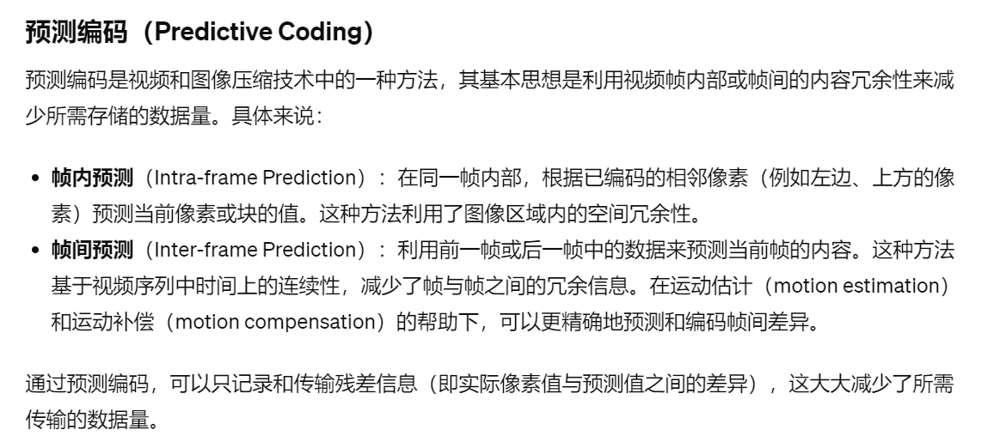 预测编码（Predictive Coding）
预测编码是视频和图像压缩技术中的一种方法，其基本思想是利用视频帧内部或帧间的内容冗余性来减
少所需存储的数据量。具体来说：
• 帧内预测（Intra-frame Prediction）：在同一帧内部，根据已编码的相邻像素（例如左边、上方的像
素）预测当前像素或块的值。这种方法利用了图像区域内的空间冗余性。
• 帧间预测（Inter-frame Prediction）：利用前一帧或后一帧中的数据来预测当前帧的内容。这种方法
基于视频序列中时间上的连续性，减少了帧与帧之间的冗余信息。在运动估计（motion estimation）
和运动补偿（motion compensation）的帮助下，可以更精确地预测和编码帧间差异。
通过预测编码，可以只记录和传输残差信息（即实际像素值与预测值之间的差异），这大大减少了所需
传输的数据量。